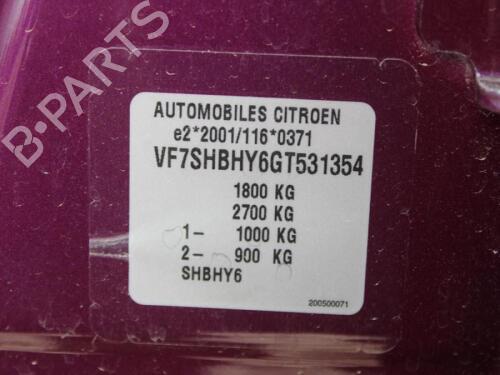 AUTOMOBILES CITROEN
e2*2001/116*0371
VF7SHBHY6GT531354
1800 KG
2700 KG
1– 1000 KG
2– 900 KG
SHBHY6
200500071
B-PARTS